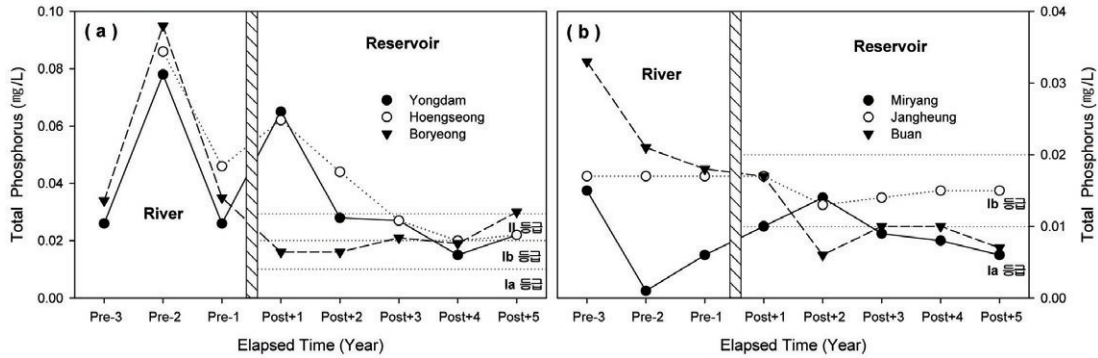 ( a )
Reservoir
River
Yongdam
Hoengseong
Boryeong
II 등급
Ib 등급
Ia 등급
Total Phosphorus (㎎/L)
0.10
0.08
0.06
0.04
0.02
0.00
Pre-3 Pre-2 Pre-1 Post+1 Post+2 Post+3 Post+4 Post+5
Elapsed Time (Year)
( b )
Reservoir
River
Miryang
Jangheung
Buan
Ib 등급
Ia 등급
0.04
0.03
0.02
0.01
0.00
Total Phosphorus (㎎/L)
Pre-3 Pre-2 Pre-1 Post+1 Post+2 Post+3 Post+4 Post+5
Elapsed Time (Year)